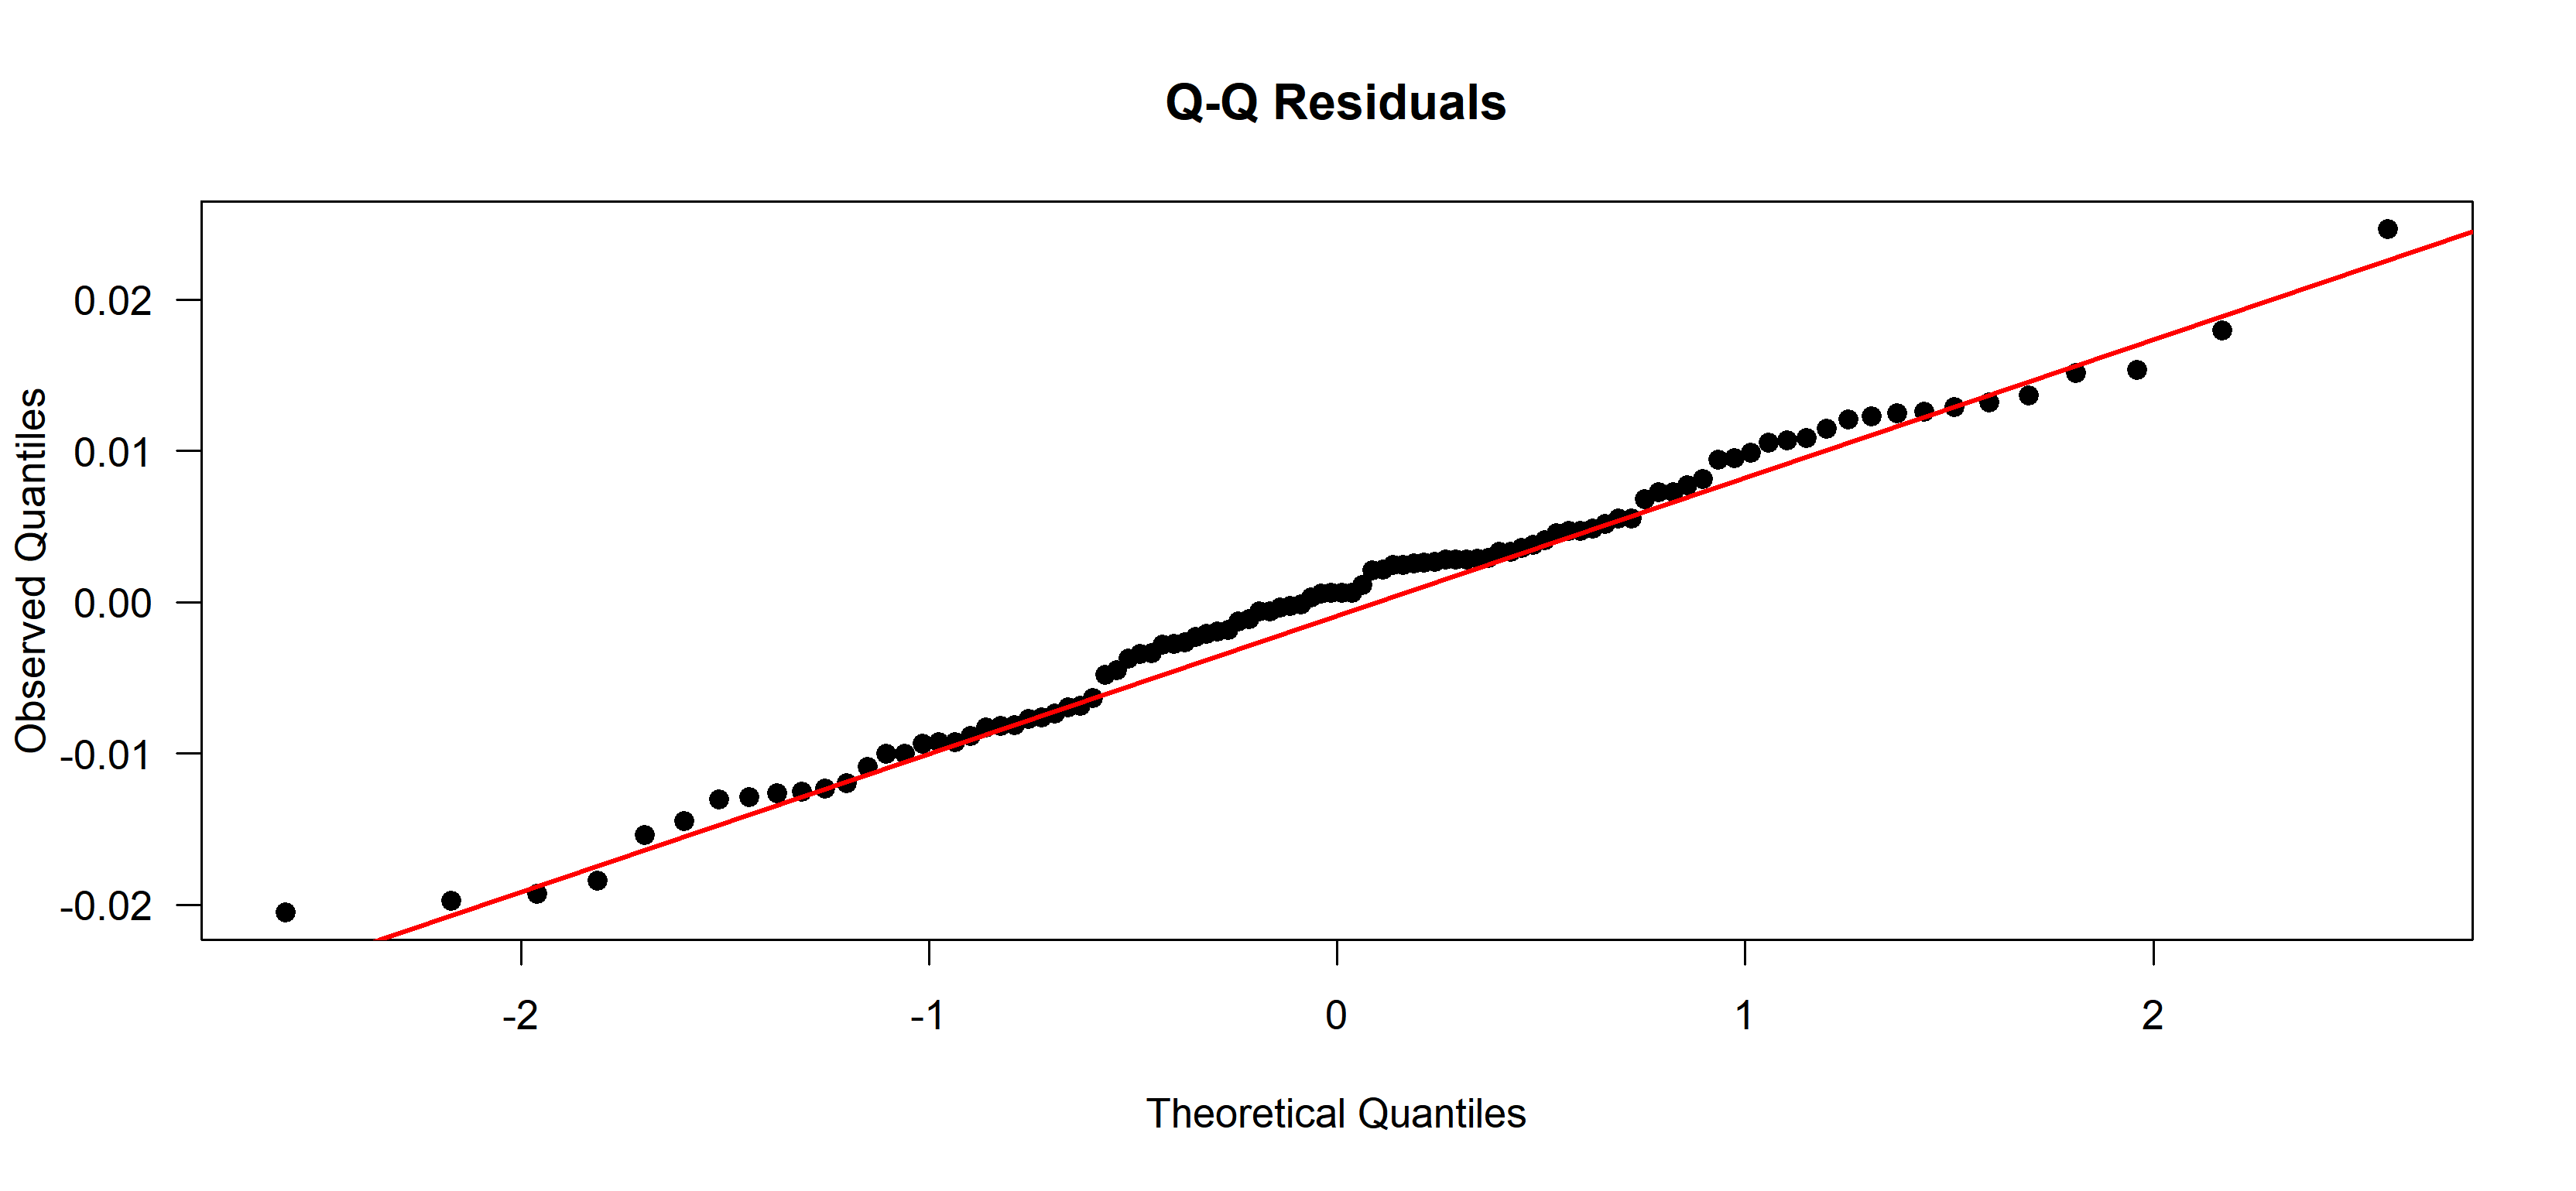 Q-Q Residuals
Observed Quantiles
0.02
0.01
0.00
-0.01
-0.02
-2 -1 0 1 2
Theoretical Quantiles